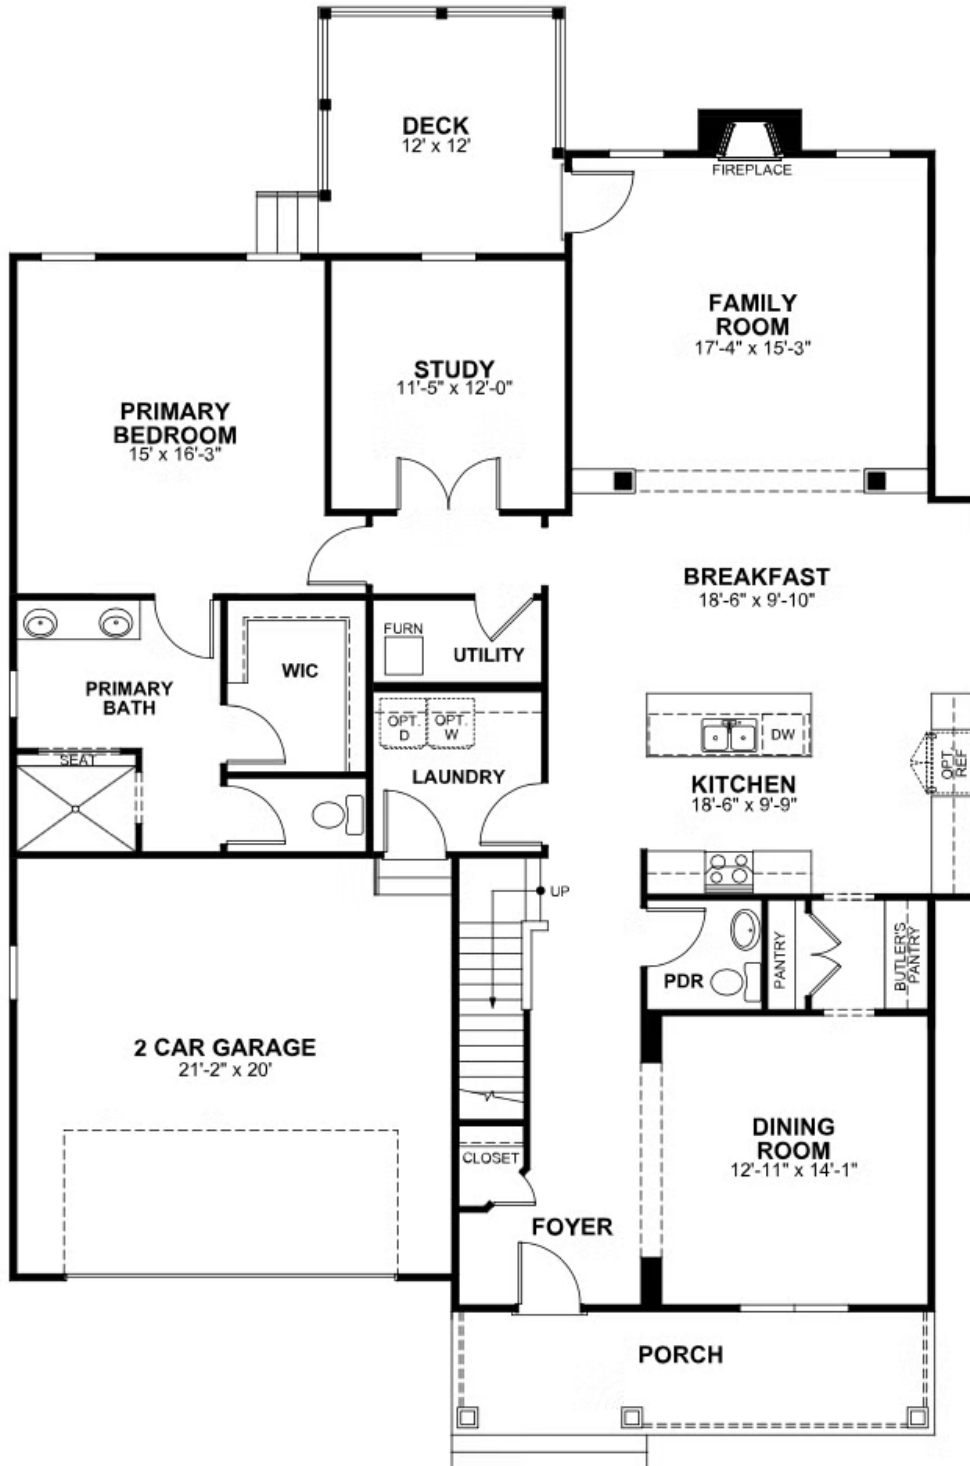 DECK
12' x 12'
FIREPLACE
FAMILY
ROOM
17'-4" x 15'-3"
STUDY
11'-5" x 12'-0"
PRIMARY
BEDROOM
15' x 16'-3"
BREAKFAST
18'-6" x 9'-10"
FURN
UTILITY
WIC
PRIMARY
BATH
OPT.
D
OPT.
W
DW
OPT.
REF
SEAT
LAUNDRY
KITCHEN
18'-6" x 9'-9"
UP
PDR
PANTRY
BUTLER'S
PANTRY
2 CAR GARAGE
21'-2" x 20'
DINING
ROOM
12'-11" x 14'-1"
CLOSET
FOYER
PORCH